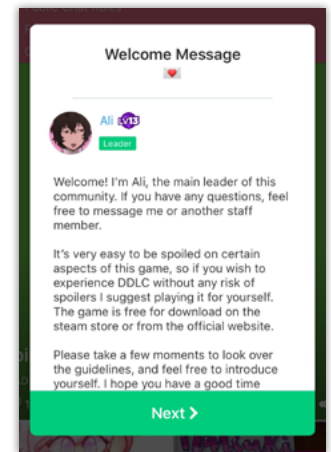 Welcome Message
Ali LV13
Leader
Welcome! I'm Ali, the main leader of this
community. If you have any questions, feel
free to message me or another staff
member.
It's very easy to be spoiled on certain
aspects of this game, so if you wish to
experience DDLC without any risk of
spoilers I suggest playing it for yourself.
The game is free for download on the
steam store or from the official website.
Please take a few moments to look over
the guidelines, and feel free to introduce
yourself. I hope you have a good time
Next